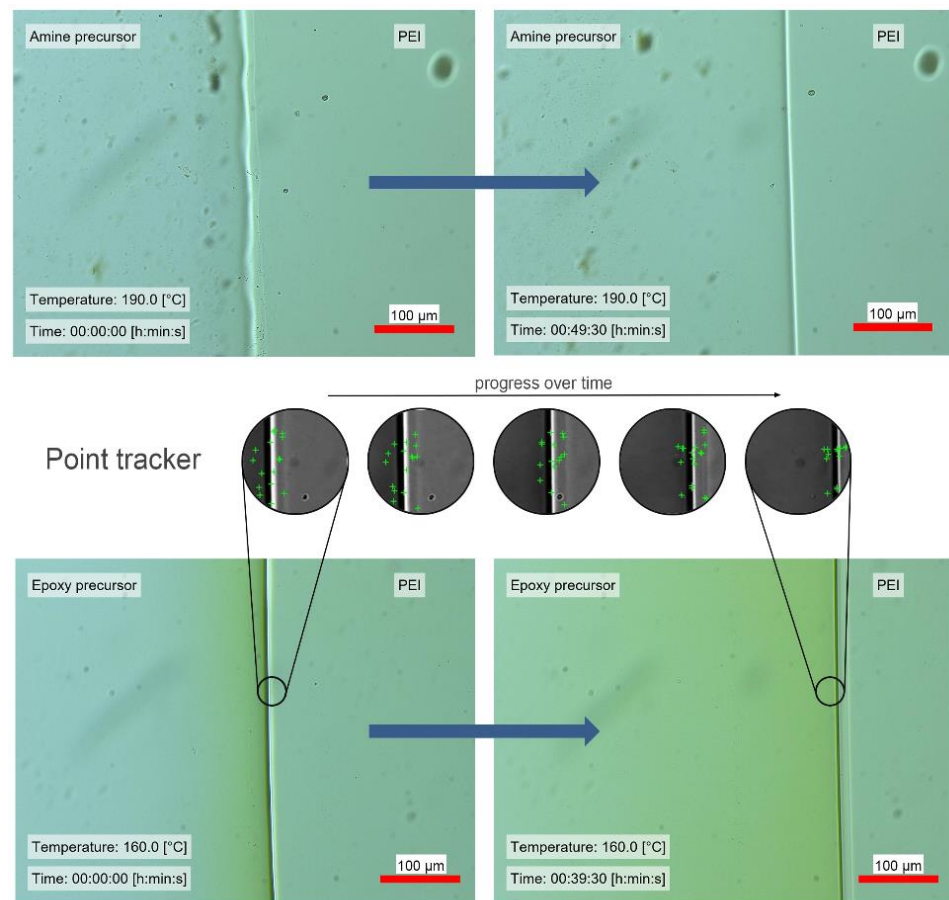 Amine precursor
PEI
Temperature: 190.0 [°C]
Time: 00:00:00 [h:min:s]
100 µm
Amine precursor
PEI
Temperature: 190.0 [°C]
Time: 00:49:30 [h:min:s]
100 µm
progress over time
Point tracker
Epoxy precursor
PEI
Temperature: 160.0 [°C]
Time: 00:00:00 [h:min:s]
100 µm
Epoxy precursor
PEI
Temperature: 160.0 [°C]
Time: 00:39:30 [h:min:s]
100 µm